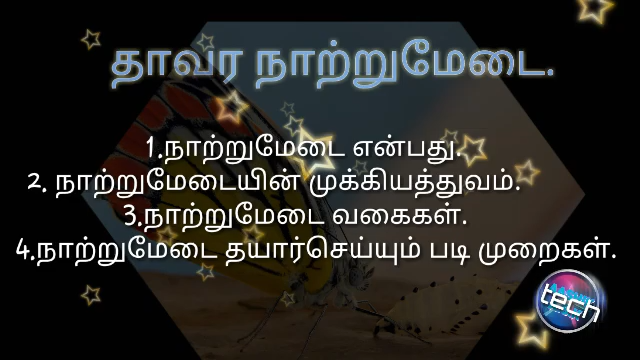 தாவர நாற்றுமேடை.
1.நாற்றுமேடை என்பது.
2. நாற்றுமேடையின் முக்கியத்துவம்.
3.நாற்றுமேடை வகைகள்.
4.நாற்றுமேடை தயார்செய்யும் படி முறைகள்.
tech